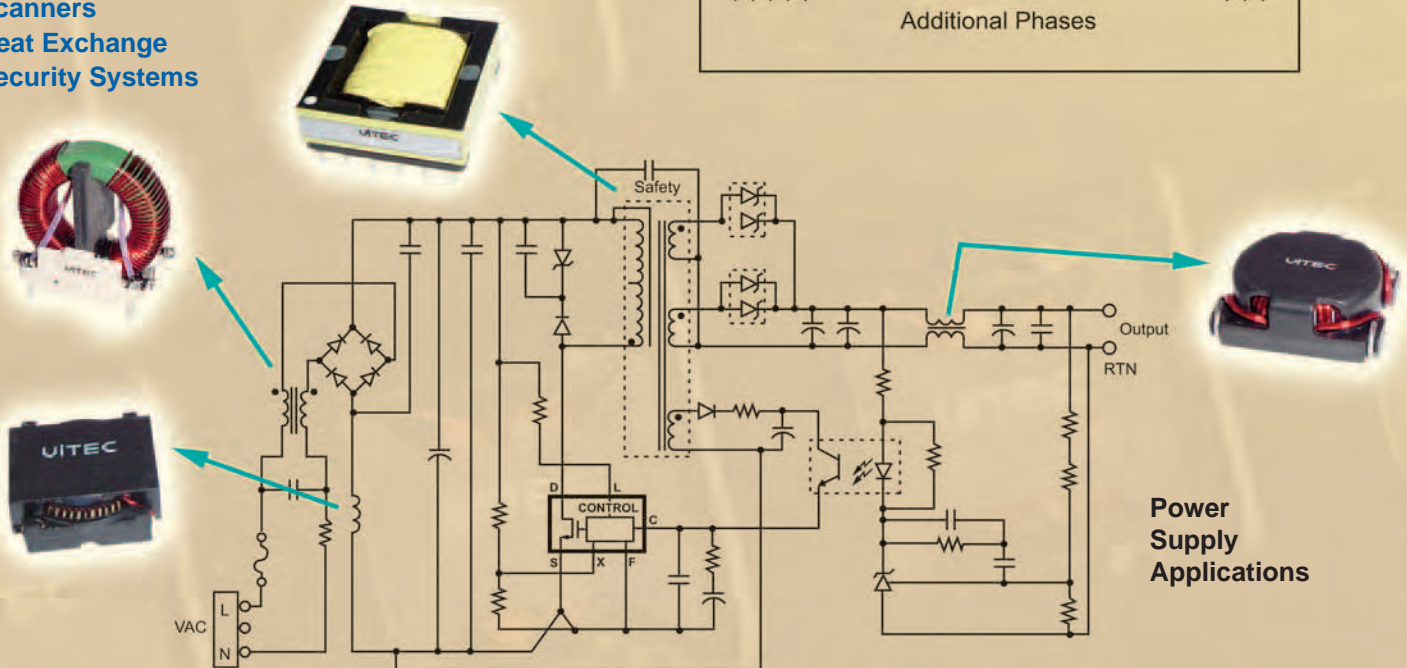 canners
eat Exchange
ecurity Systems
Additional Phases
UiTEC
Safety
UiTEC
UiTEC
Output
RTN
UiTEC
D
L
CONTROL
C
S
X
F
Power
Supply
Applications
L
VAC
N